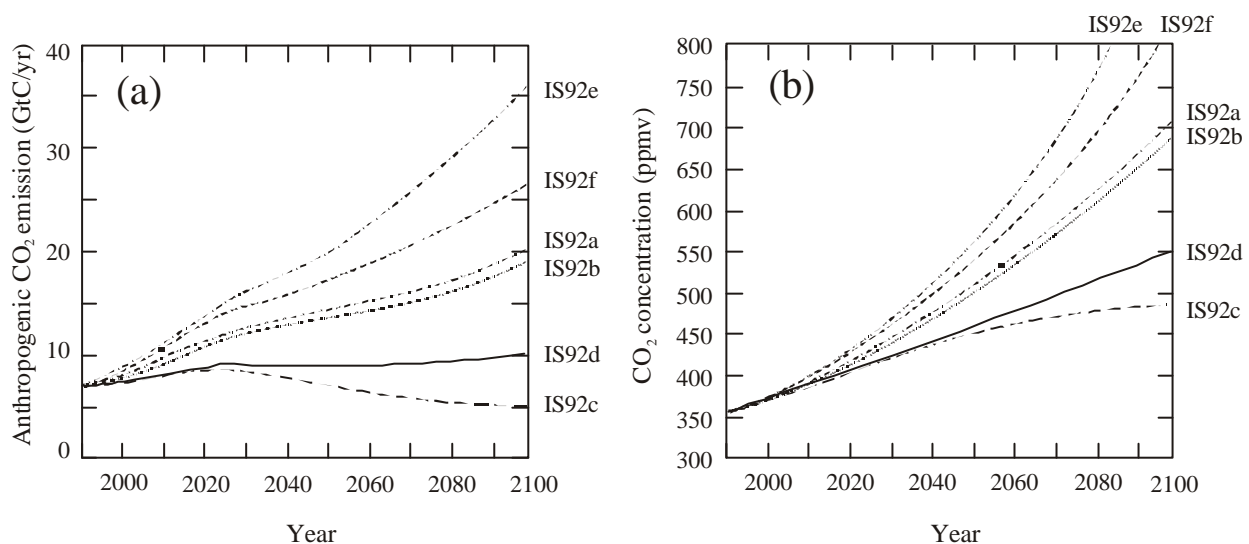 (a)
Anthropogenic CO₂ emission (GtC/yr)
40
30
20
10
0
2000 2020 2040 2060 2080 2100
Year
IS92e
IS92f
IS92a
IS92b
IS92d
IS92c
(b)
CO₂ concentration (ppmv)
800
750
700
650
600
550
500
450
400
350
300
2000 2020 2040 2060 2080 2100
Year
IS92e IS92f
IS92a
IS92b
IS92d
IS92c